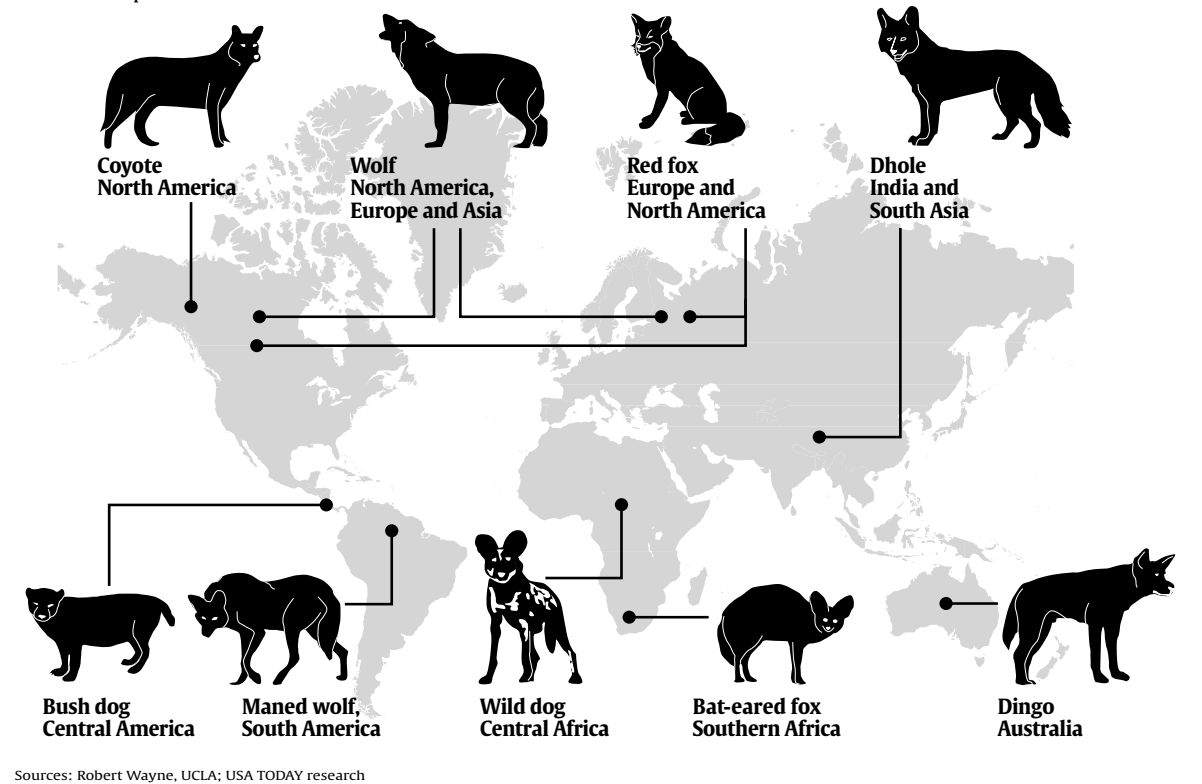 Coyote
North America
Wolf
North America,
Europe and Asia
Red fox
Europe and
North America
Dhole
India and
South Asia
Bush dog
Central America
Maned wolf,
South America
Wild dog
Central Africa
Bat-eared fox
Southern Africa
Dingo
Australia
Sources: Robert Wayne, UCLA; USA TODAY research